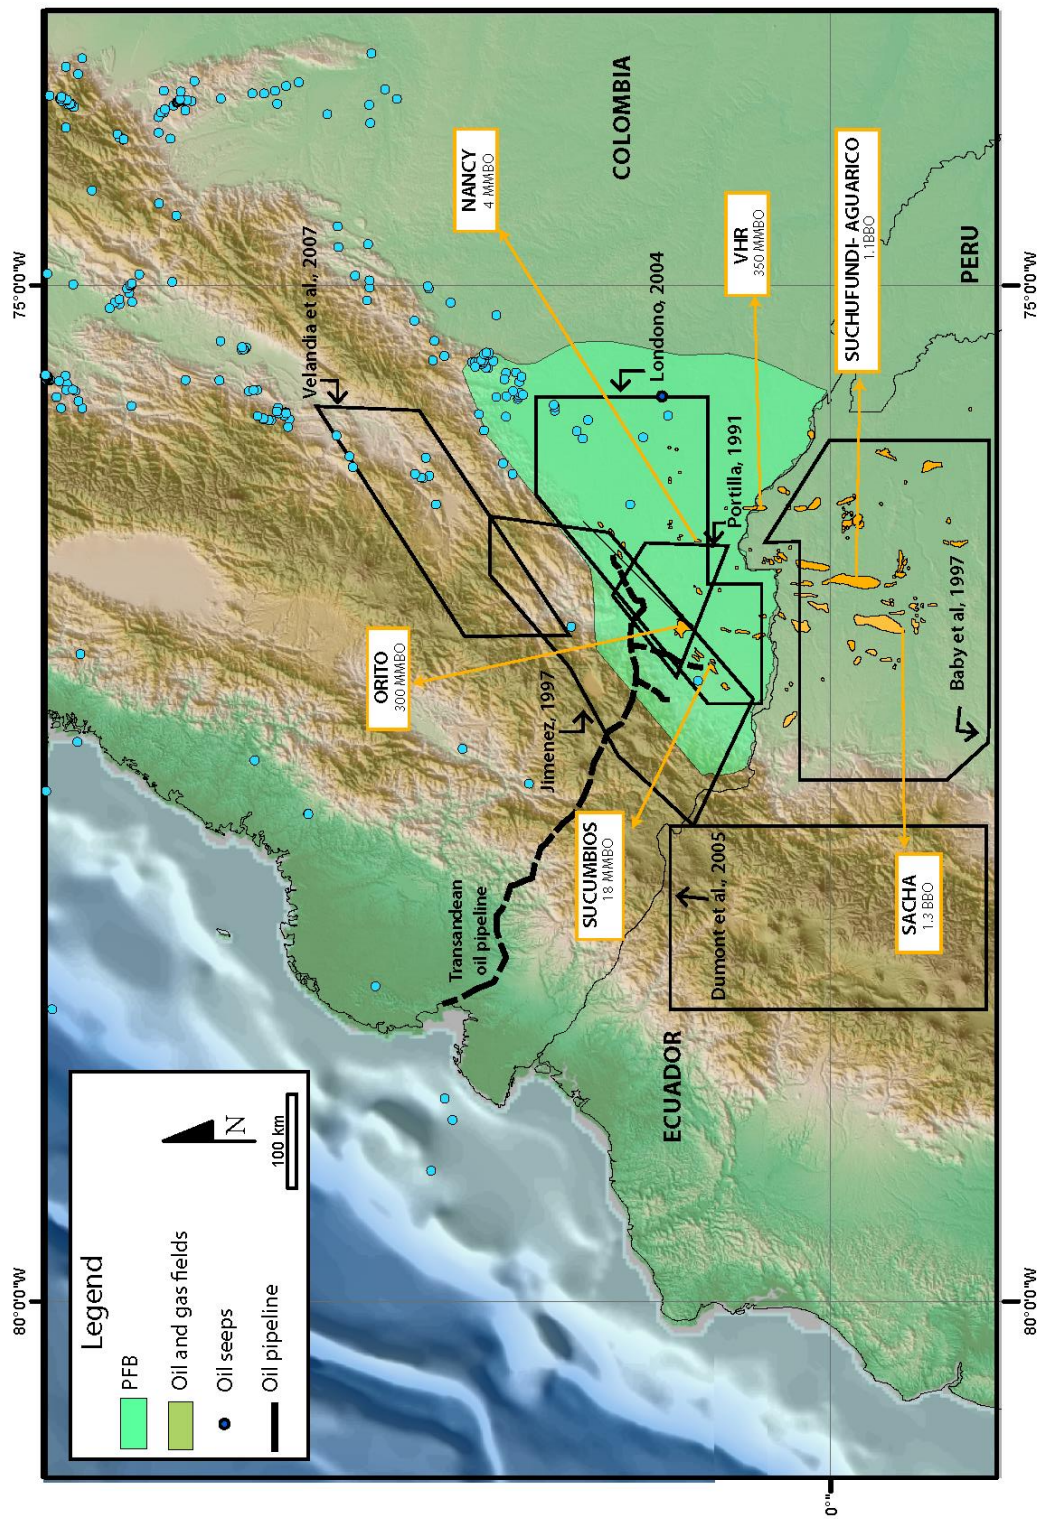 80°0'0"W
75°0'0"W
Legend
PFB
Oil and gas fields
Oil seeps
Oil pipeline
N
100 km
Transandean
oil pipeline
Velandia et al., 2007
ORITO
300 MMBO
Jimenez, 1997
NANCY
4 MMBO
COLOMBIA
Londono, 2004
SUCUMBIOS
18 MMBO
Portilla, 1991
VHR
350 MMBO
ECUADOR
Dumont et al., 2005
SUCHUFUNDI- AGUARICO
1.1BBO
SACHA
1.3 BBO
Baby et al, 1997
PERU
0°"
80°0'0"W
75°0'0"W